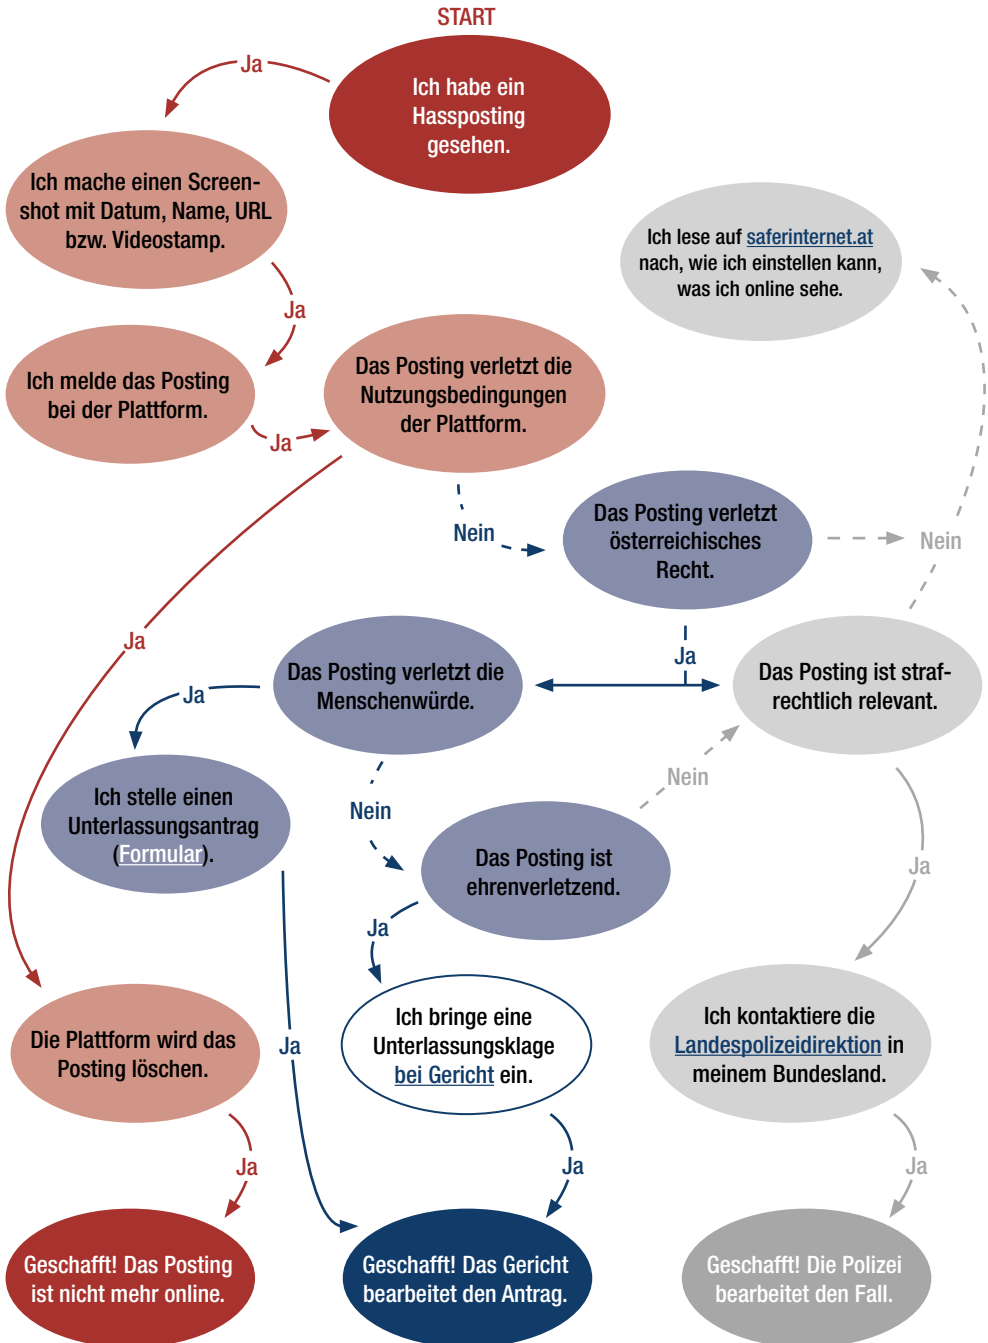 START
Ja
Ich habe ein
Hassposting
gesehen.
Ich mache einen Screen-
shot mit Datum, Name, URL
bzw. Videostamp.
Ich lese auf saferinternet.at
nach, wie ich einstellen kann,
was ich online sehe.
Ja
Ich melde das Posting
bei der Plattform.
Das Posting verletzt die
Nutzungsbedingungen
der Plattform.
Ja
Nein
Das Posting verletzt
österreichisches
Recht.
Nein
Ja
Ja
Das Posting verletzt die
Menschenwürde.
Das Posting ist straf-
rechtlich relevant.
Ja
Nein
Ich stelle einen
Unterlassungsantrag
(Formular).
Nein
Das Posting ist
ehrenverletzend.
Ja
Ja
Ich bringe eine
Unterlassungsklage
bei Gericht ein.
Ich kontaktiere die
Landespolizeidirektion in
meinem Bundesland.
Die Plattform wird das
Posting löschen.
Ja
Ja
Ja
Ja
Geschafft! Das Posting
ist nicht mehr online.
Geschafft! Das Gericht
bearbeitet den Antrag.
Geschafft! Die Polizei
bearbeitet den Fall.